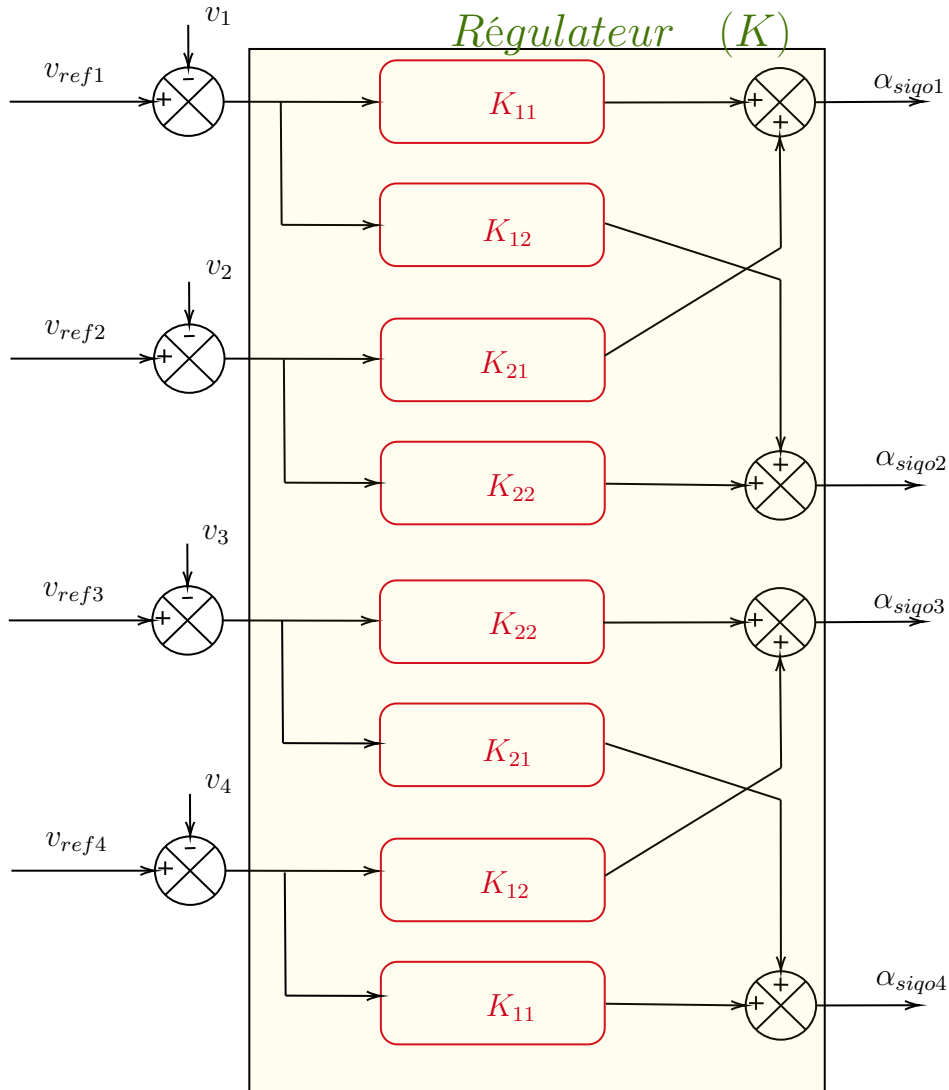 Régulateur (K)
v1
vref1
K11
αsiqo1
K12
v2
vref2
K21
K22
αsiqo2
v3
vref3
K22
αsiqo3
K21
v4
vref4
K12
K11
αsiqo4